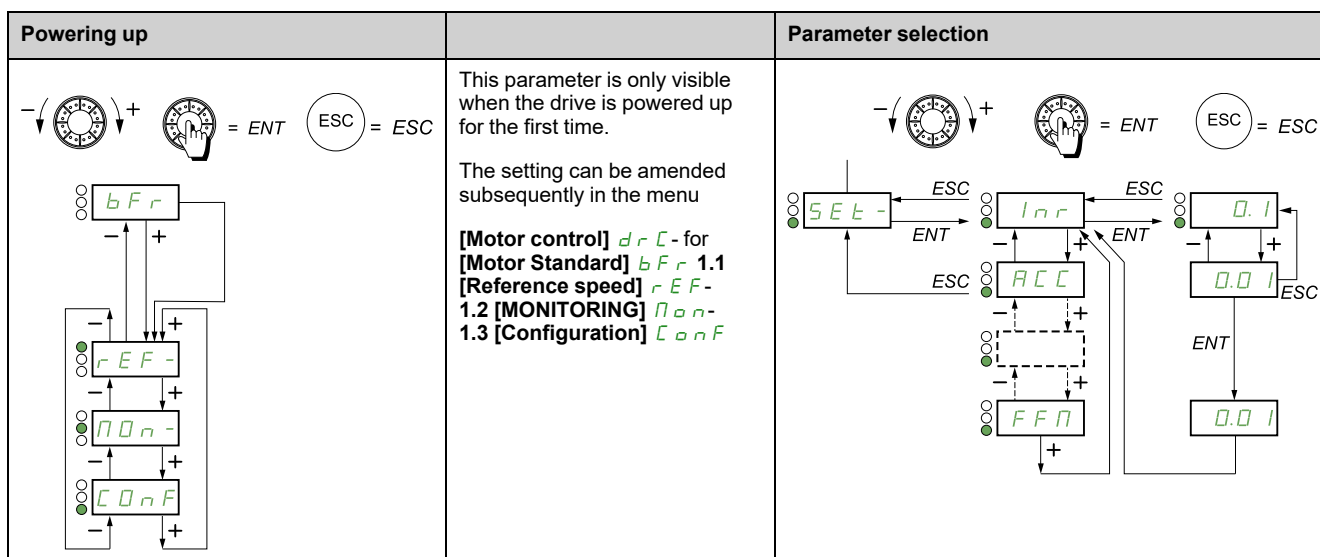 Powering up
Parameter selection
– + = ENT ESC = ESC
bFr
– +
– +
rEF -
– +
MOn -
– +
COnF
– +
This parameter is only visible
when the drive is powered up
for the first time.
The setting can be amended
subsequently in the menu
[Motor control] drC- for
[Motor Standard] bFr 1.1
[Reference speed] rEF-
1.2 [MONITORING] Mon-
1.3 [Configuration] ConF
– + = ENT ESC = ESC
ESC ESC
SEt - Inr 0.1
ENT ENT
– + – +
ESC ACC 0.01 ESC
– +
ENT
– +
FFM 0.01
+